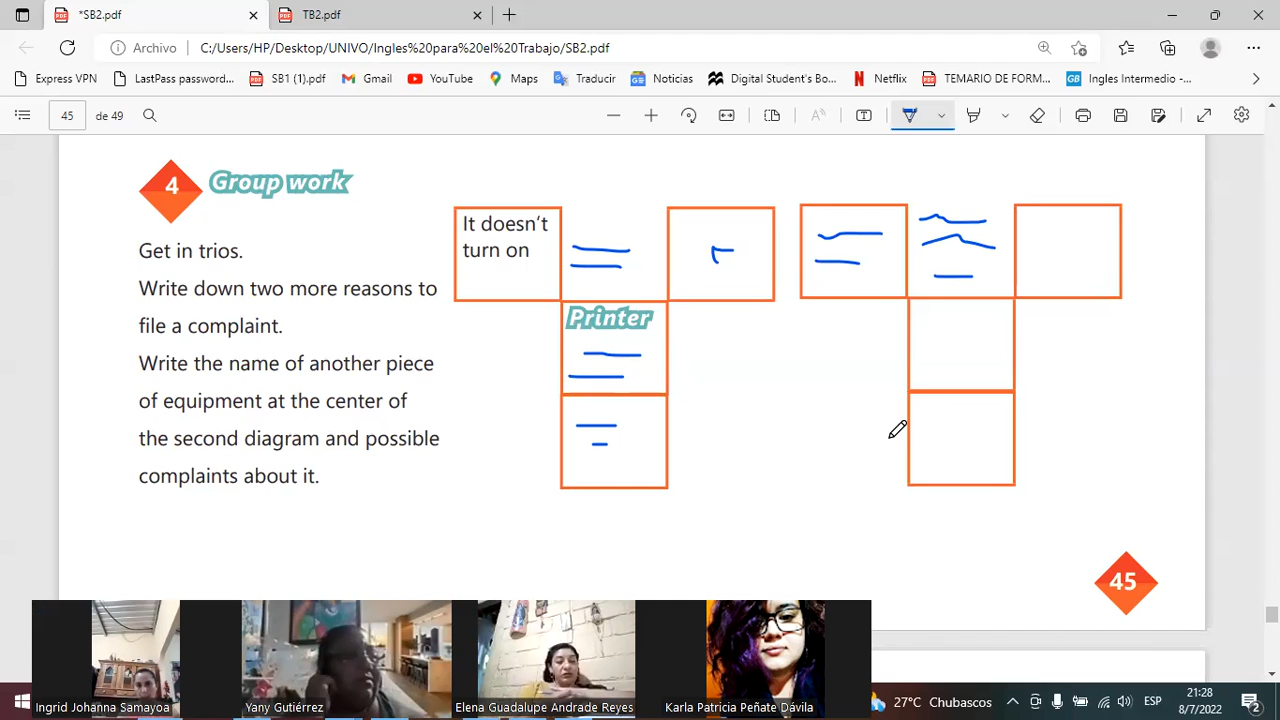 *SB2.pdf
TB2.pdf
Archivo
C:/Users/HP/Desktop/UNIVO/Ingles%20para%20el%20Trabajo/SB2.pdf
Express VPN
LastPass password...
SB1 (1).pdf
Gmail
YouTube
Maps
Traducir
Noticias
Digital Student's Bo...
Netflix
TEMARIO DE FORM...
Ingles Intermedio -...
45
de 49
4
Group work
Get in trios.
Write down two more reasons to
file a complaint.
Write the name of another piece
of equipment at the center of
the second diagram and possible
complaints about it.
It doesn't
turn on
Printer
45
Ingrid Johanna Samayoa
Yany Gutiérrez
Elena Guadalupe Andrade Reyes
Karla Patricia Peñate Dávila
27°C
Chubascos
ESP
21:28
8/7/2022
2